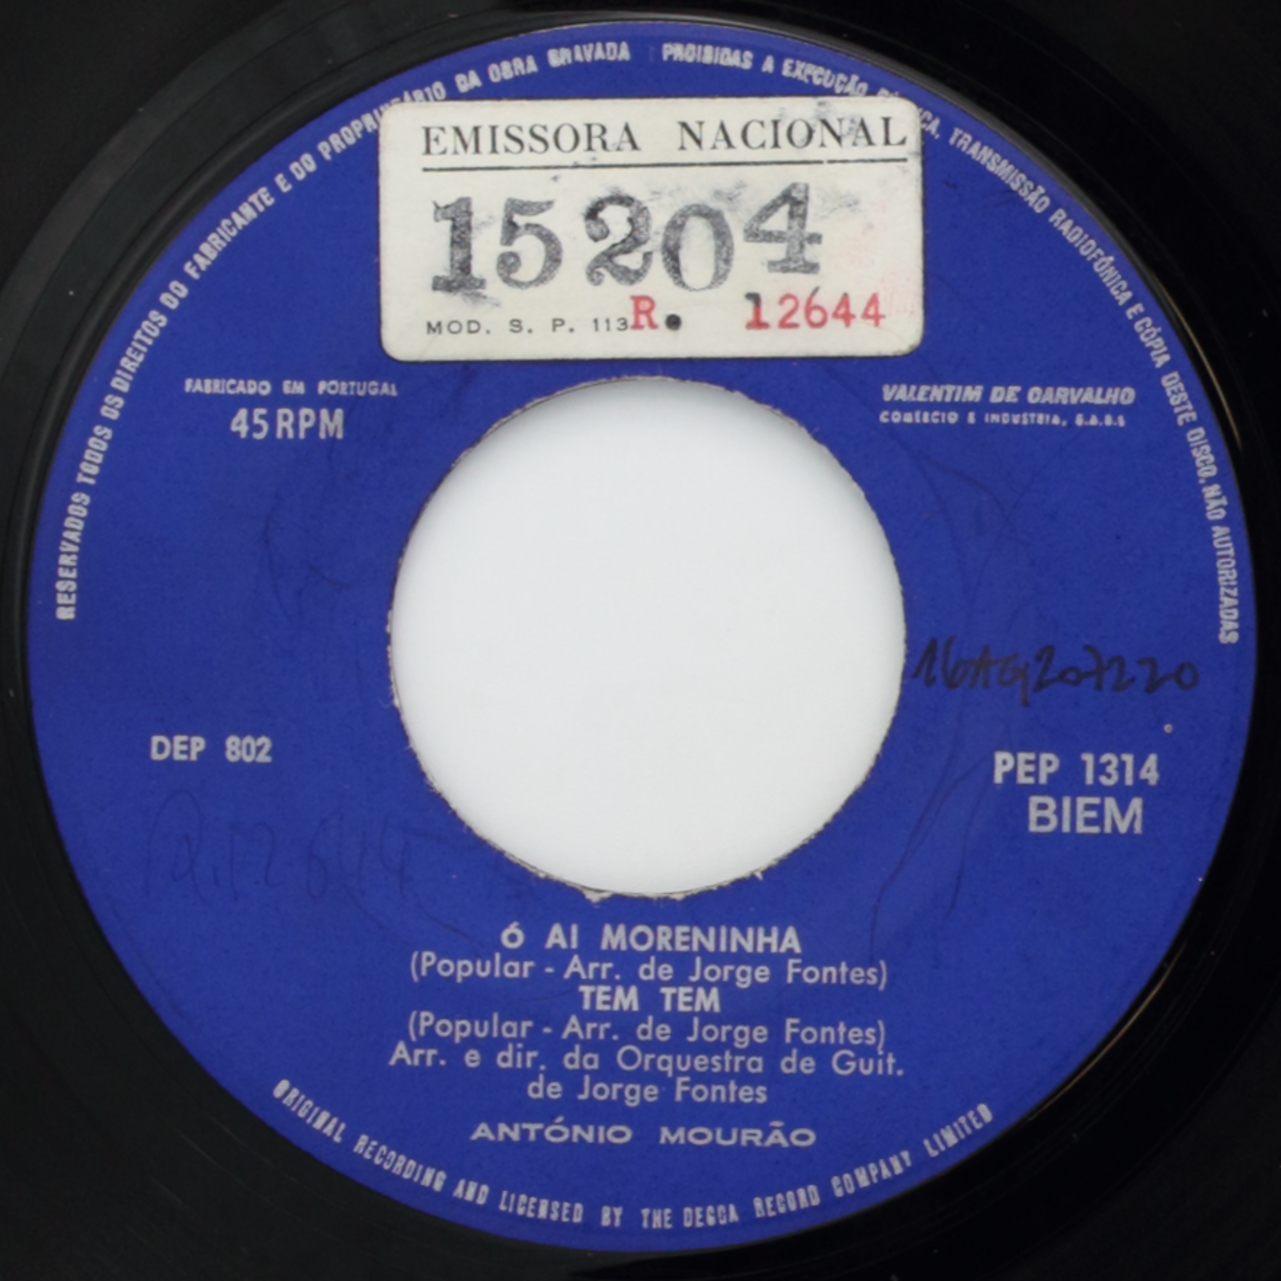 RESERVADOS TODOS OS DIREITOS DO FABRICANTE E DO PROPRIETÁRIO DA OBRA GRAVADA PROIBIDAS A EXECUÇÃO TRANSMISSÃO RADIOFÓNICA E CÓPIA DESTE DISCO, NÃO AUTORIZADAS
EMISSORA NACIONAL
15204
MOD. S. P. 113 R. 12644
FABRICADO EM PORTUGAL
45 RPM
VALENTIM DE CARVALHO
COMÉRCIO E INDÚSTRIA,
DEP 802
PEP 1314
BIEM
Ó AI MORENINHA
(Popular - Arr. de Jorge Fontes)
TEM TEM
(Popular - Arr. de Jorge Fontes)
Arr. e dir. da Orquestra de Guit.
de Jorge Fontes
ANTÓNIO MOURÃO
ORIGINAL RECORDING AND LICENSED BY THE DECCA RECORD COMPANY LIMITED